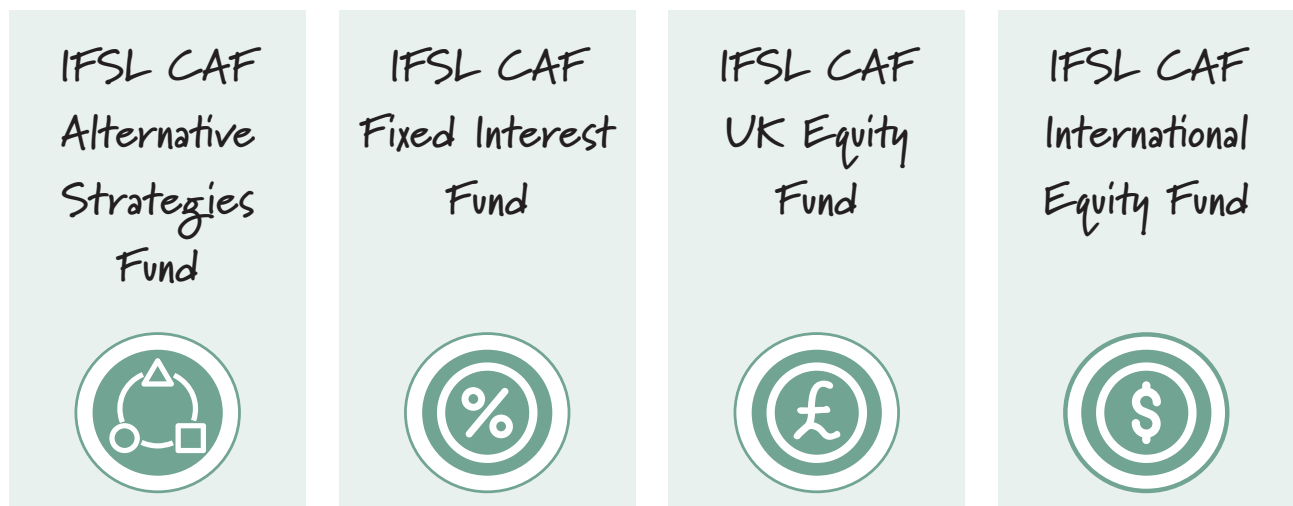 IFSL CAF
Alternative
Strategies
Fund
IFSL CAF
Fixed Interest
Fund
IFSL CAF
UK Equity
Fund
IFSL CAF
International
Equity Fund
%
£
$